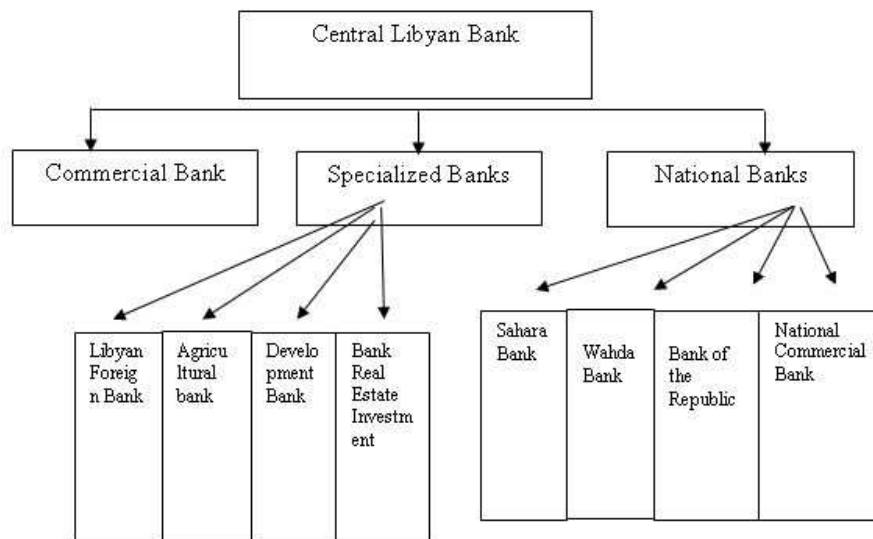 Central Libyan Bank
Commercial Bank
Specialized Banks
National Banks
Libyan
Foreig
n Bank
Agricu
ltural
bank
Develo
pment
Bank
Bank
Real
Estate
Investm
ent
Sahara
Bank
Wahda
Bank
Bank of
the
Republic
National
Commercial
Bank